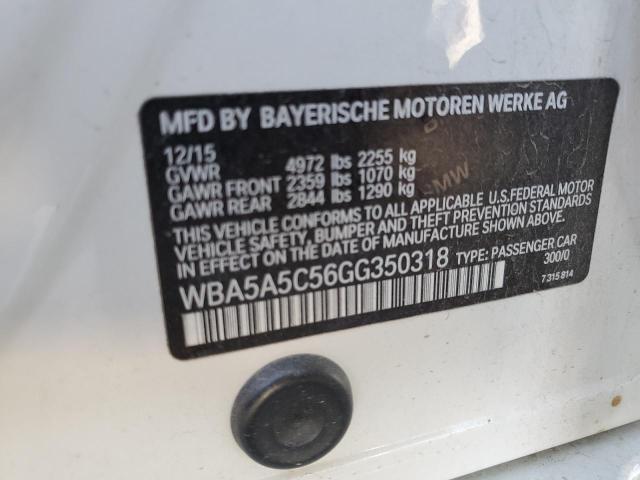 MFD BY BAYERISCHE MOTOREN WERKE AG
12/15
GVWR 4972 lbs 2255 kg
GAWR FRONT 2359 lbs 1070 kg
GAWR REAR 2844 lbs 1290 kg
THIS VEHICLE CONFORMS TO ALL APPLICABLE U.S.FEDERAL MOTOR
VEHICLE SAFETY, BUMPER AND THEFT PREVENTION STANDARDS
IN EFFECT ON THE DATE OF MANUFACTURE SHOWN ABOVE.
WBA5A5C56GG350318 TYPE: PASSENGER CAR
300/0
7 315 814